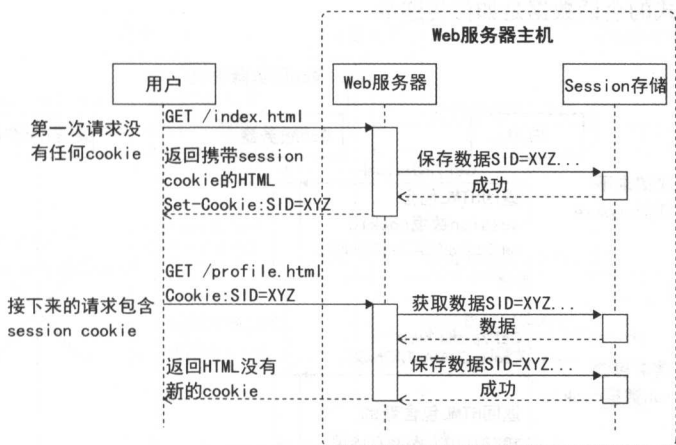 Web服务器主机
用户
Web服务器
Session存储
GET /index.html
第一次请求没
有任何cookie
返回携带session
cookie的HTML
Set-Cookie:SID=XYZ
保存数据SID=XYZ...
成功
GET /profile.html
Cookie:SID=XYZ
接下来的请求包含
session cookie
获取数据SID=XYZ...
数据
返回HTML没有
新的cookie
保存数据SID=XYZ...
成功